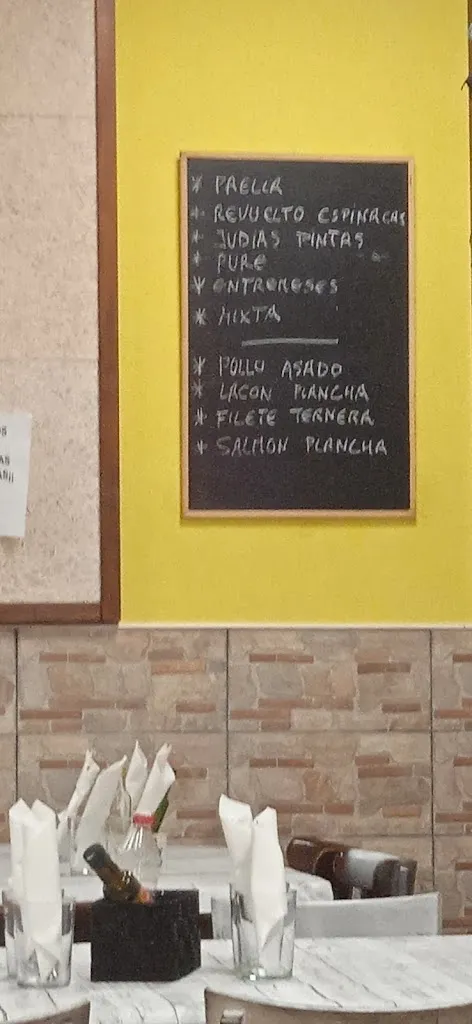 * PAELLA
* REVUELTO ESPINACAS
* JUDIAS PINTAS
* PURE
* ENTREMESES
* MIXTA
* POLLO ASADO
* LACON PLANCHA
* FILETE TERNERA
* SALMON PLANCHA